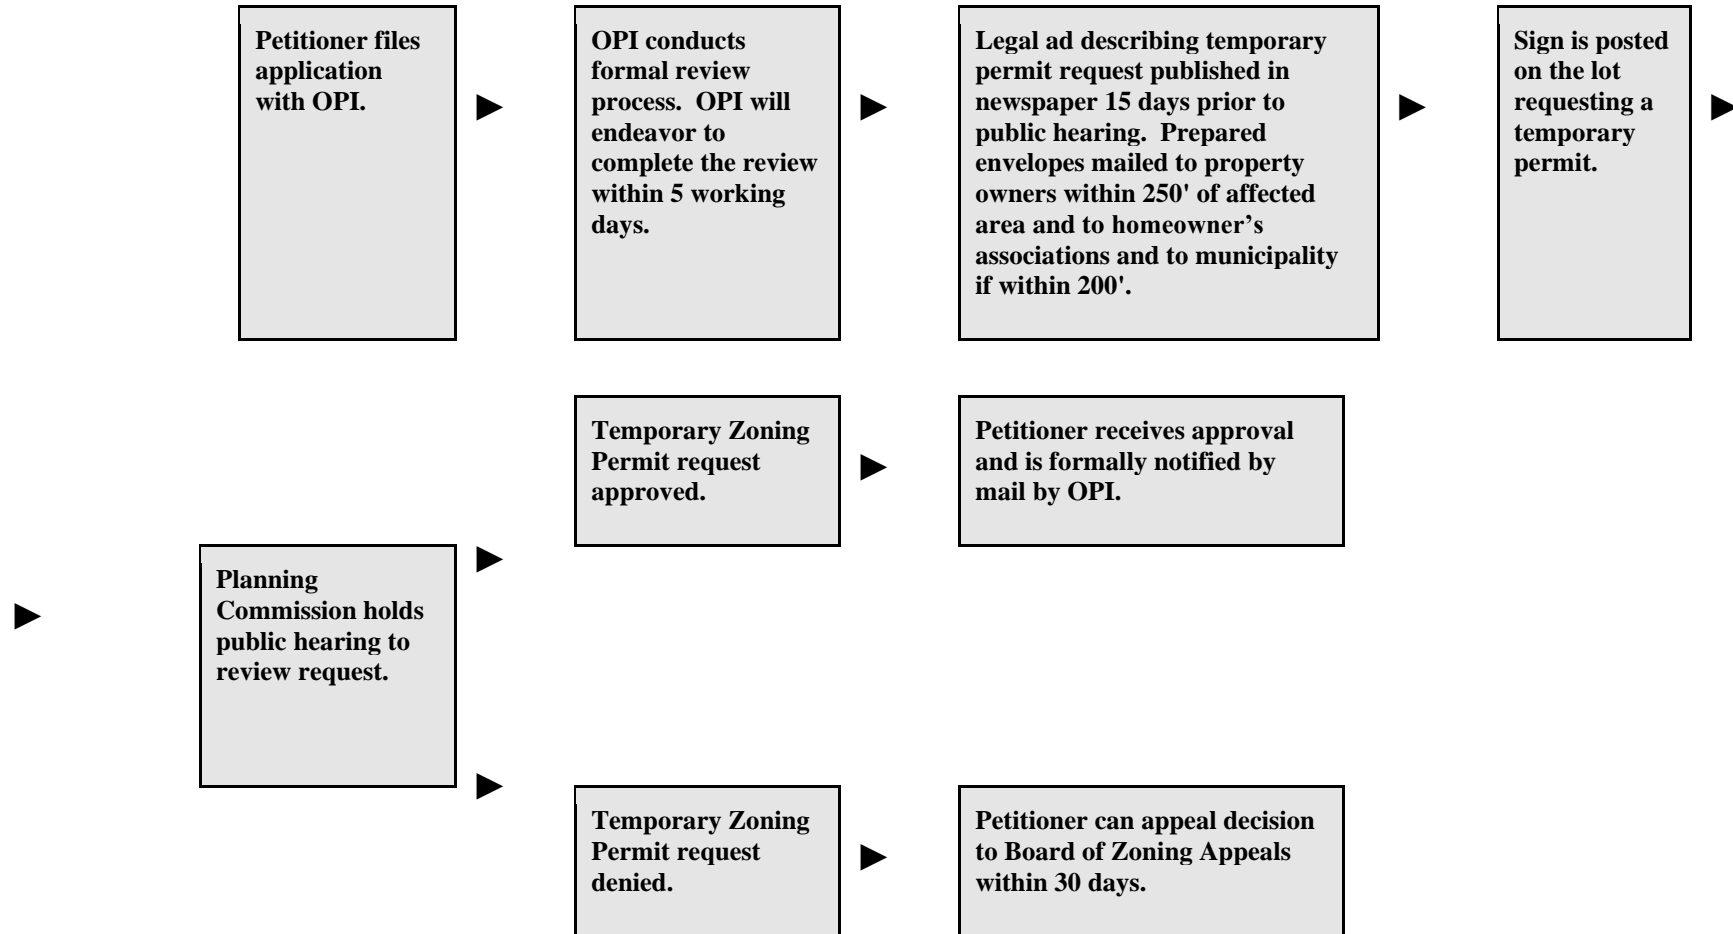 Petitioner files
application
with OPI.
OPI conducts
formal review
process.  OPI will
endeavor to
complete the review
within 5 working
days.
Legal ad describing temporary
permit request published in
newspaper 15 days prior to
public hearing.  Prepared
envelopes mailed to property
owners within 250' of affected
area and to homeowner’s
associations and to municipality
if within 200'.
Sign is posted
on the lot
requesting a
temporary
permit.
Planning
Commission holds
public hearing to
review request.
Temporary Zoning
Permit request
approved.
Petitioner receives approval
and is formally notified by
mail by OPI.
Temporary Zoning
Permit request
denied.
Petitioner can appeal decision
to Board of Zoning Appeals
within 30 days.